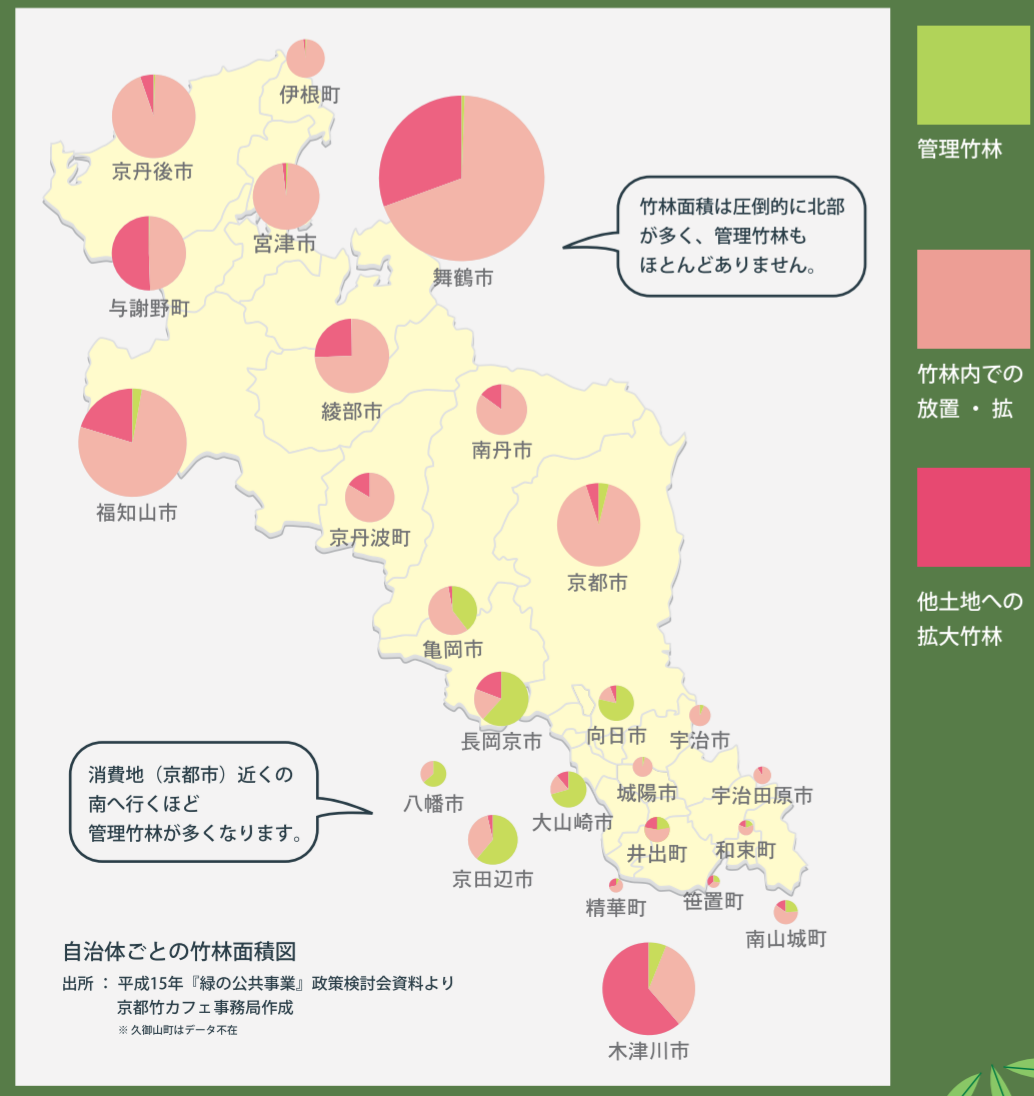 伊根町
京丹後市
宮津市
舞鶴市
与謝野町
竹林面積は圧倒的に北部
が多く、管理竹林も
ほとんどありません。
綾部市
南丹市
福知山市
京丹波町
京都市
亀岡市
長岡京市
向日市
宇治市
八幡市
大山崎市
城陽市
宇治田原市
京田辺市
井出町
和束町
精華町
笹置町
南山城町
木津川市
消費地（京都市）近くの
南へ行くほど
管理竹林が多くなります。
自治体ごとの竹林面積図
出所 ： 平成15年『緑の公共事業』政策検討会資料より
京都竹カフェ事務局作成
※ 久御山町はデータ不在
管理竹林
竹林内での
放置 ・ 拡
他土地への
拡大竹林